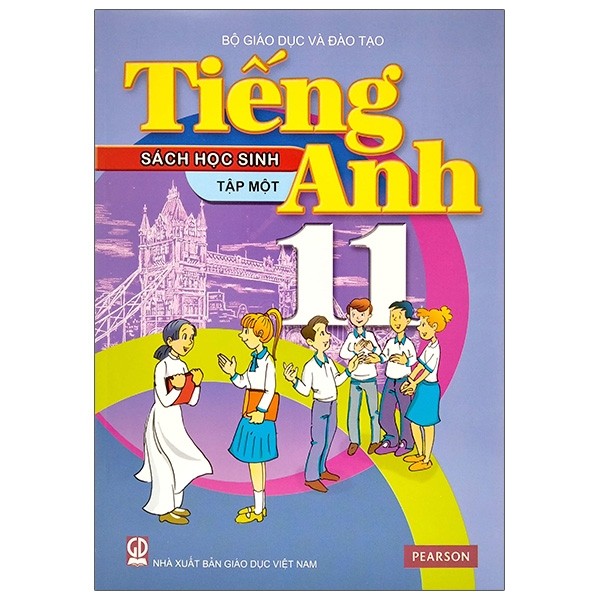 BỘ GIÁO DỤC VÀ ĐÀO TẠO
Tiếng
SÁCH HỌC SINH
TẬP MỘT
Anh
11
GD
NHÀ XUẤT BẢN GIÁO DỤC VIỆT NAM
PEARSON